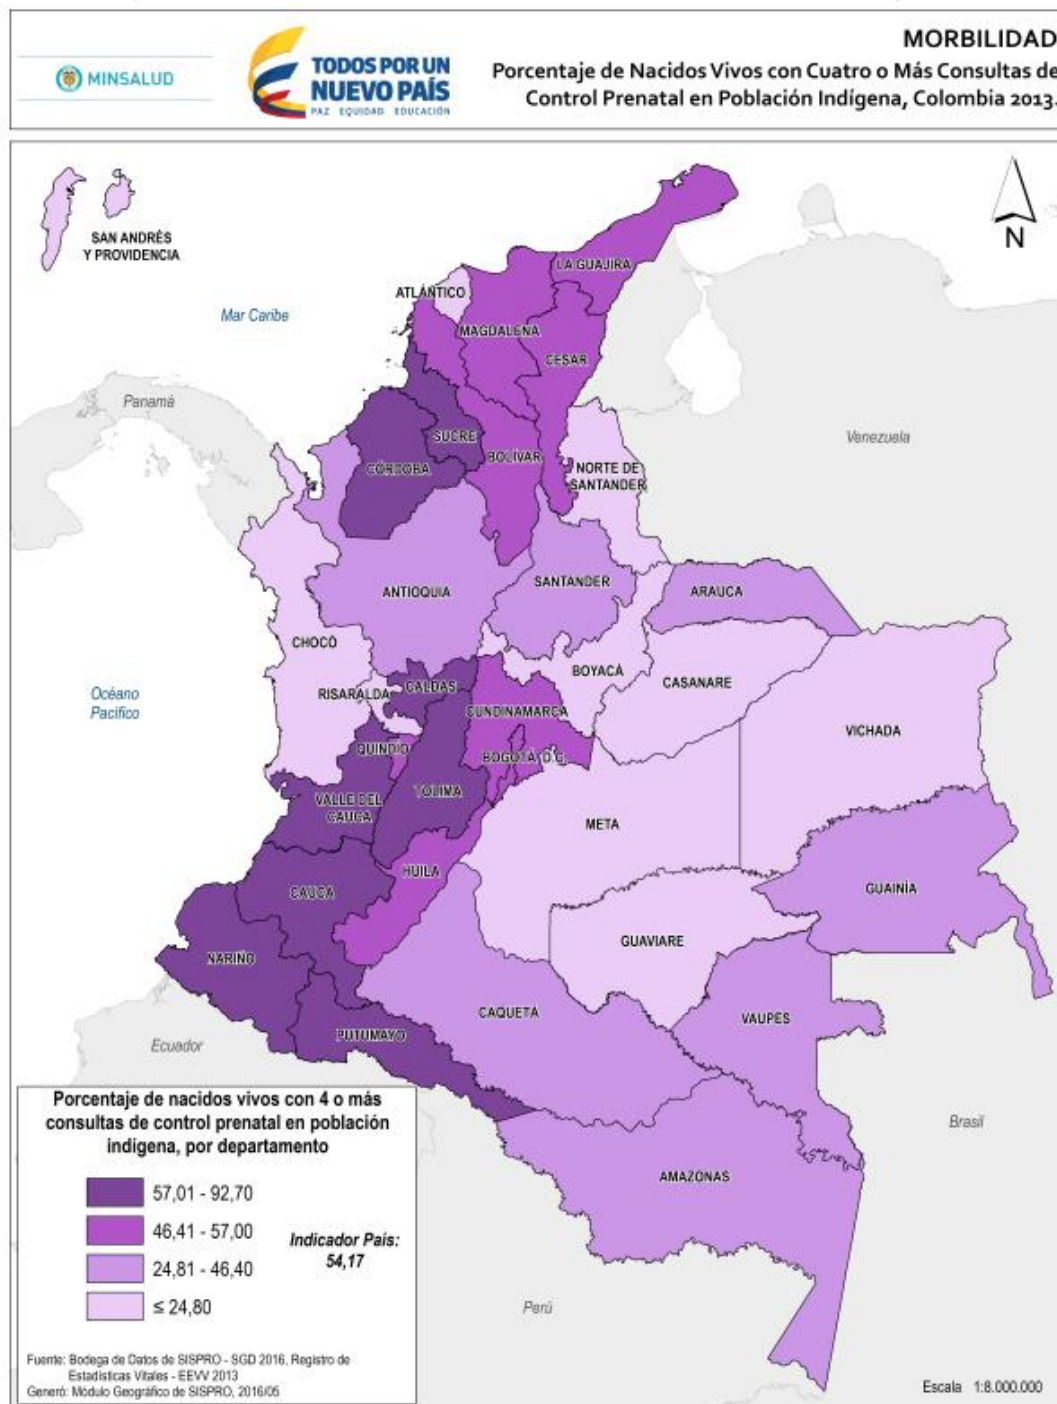 MINSALUD
TODOS POR UN
NUEVO PAÍS
PAZ EQUIDAD EDUCACIÓN
MORBILIDAD
Porcentaje de Nacidos Vivos con Cuatro o Más Consultas de
Control Prenatal en Población Indígena, Colombia 2013.
SAN ANDRÉS
Y PROVIDENCIA
N
LA GUAJIRA
ATLÁNTICO
Mar Caribe
MAGDALENA
CESAR
Panamá
Venezuela
SUCRE
BOLÍVAR
CÓRDOBA
NORTE DE
SANTANDER
SANTANDER
ANTIOQUIA
ARAUCA
CHOCÓ
BOYACÁ
CASANARE
RISARALDA
CALDAS
Océano
Pacífico
CUNDINAMARCA
VICHADA
QUINDÍO
BOGOTÁ D.C.
TOLIMA
VALLE DEL
CAUCA
META
HUILA
CAUCA
GUAINÍA
GUAVIARE
NARIÑO
CAQUETÁ
VAUPÉS
PUTUMAYO
Ecuador
Brasil
AMAZONAS
Perú
Porcentaje de nacidos vivos con 4 o más
consultas de control prenatal en población
indígena, por departamento
57,01 - 92,70
46,41 - 57,00
24,81 - 46,40
≤ 24,80
Indicador País:
54,17
Fuente: Bodega de Datos de SISPRO - SGD 2016, Registro de
Estadísticas Vitales - EEVV 2013
Generó: Módulo Geográfico de SISPRO, 2016/05
Escala 1:8.000.000